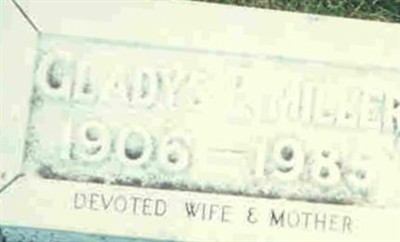 GLADYS P. MILLER
1906 – 1985
DEVOTED WIFE & MOTHER